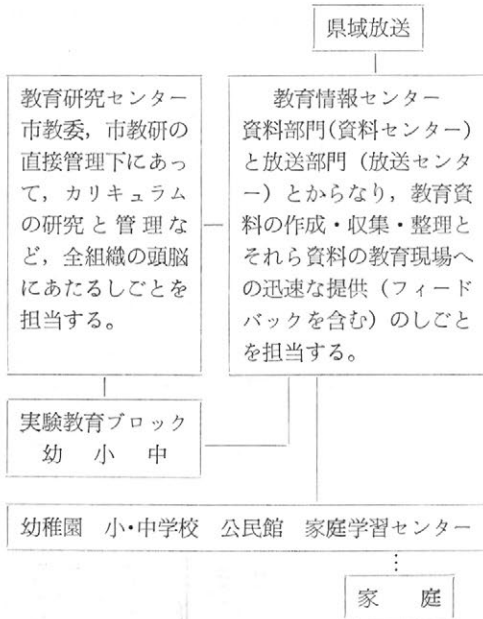 県域放送
教育研究センター
市教委，市教研の
直接管理下にあっ
て，カリキュラム
の研究と管理な
ど，全組織の頭脳
にあたるしごとを
担当する。
教育情報センター
資料部門(資料センター)
と放送部門（放送センタ
ー）とからなり，教育資
料の作成・収集・整理と
それら資料の教育現場へ
の迅速な提供（フィード
バックを含む）のしごと
を担当する。
実験教育ブロック
幼　小　中
幼稚園　小・中学校　公民館　家庭学習センター
家　庭